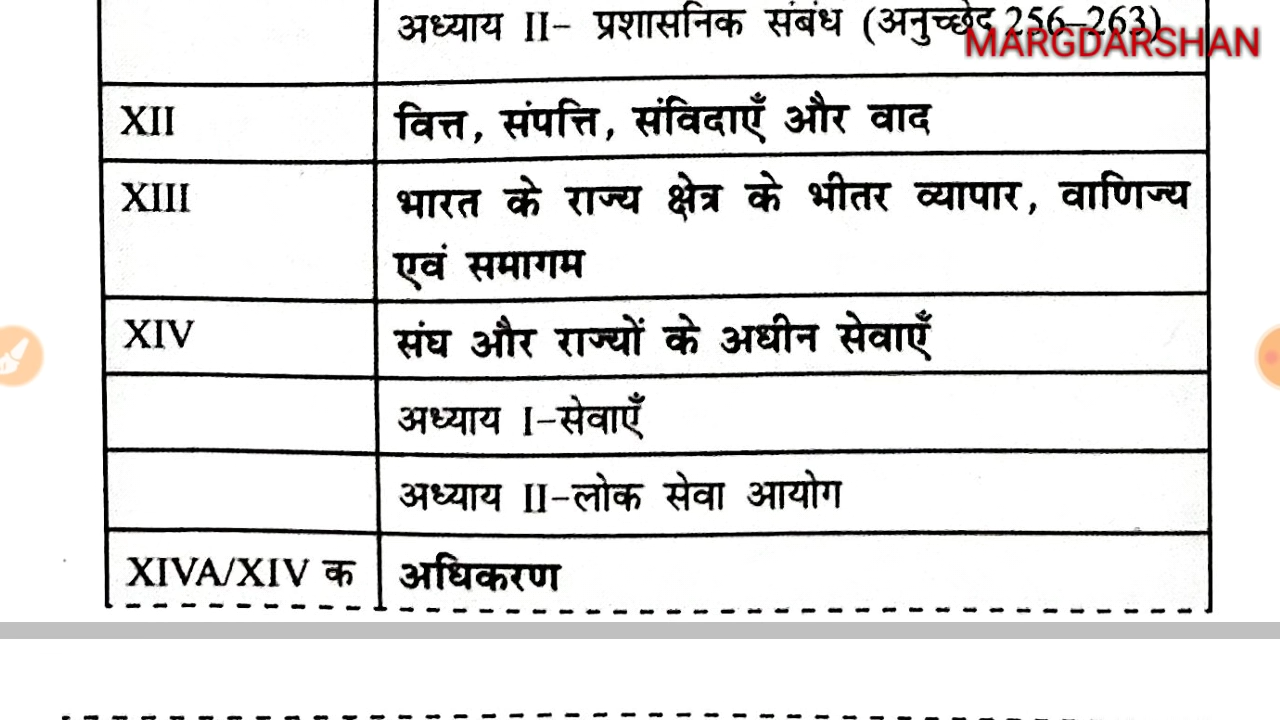 अध्याय II- प्रशासनिक संबंध (अनुच्छेद 256–263)
MARGDARSHAN
XII वित्त, संपत्ति, संविदाएँ और वाद
XIII भारत के राज्य क्षेत्र के भीतर व्यापार, वाणिज्य
एवं समागम
XIV संघ और राज्यों के अधीन सेवाएँ
अध्याय I-सेवाएँ
अध्याय II-लोक सेवा आयोग
XIVA/XIV क अधिकरण